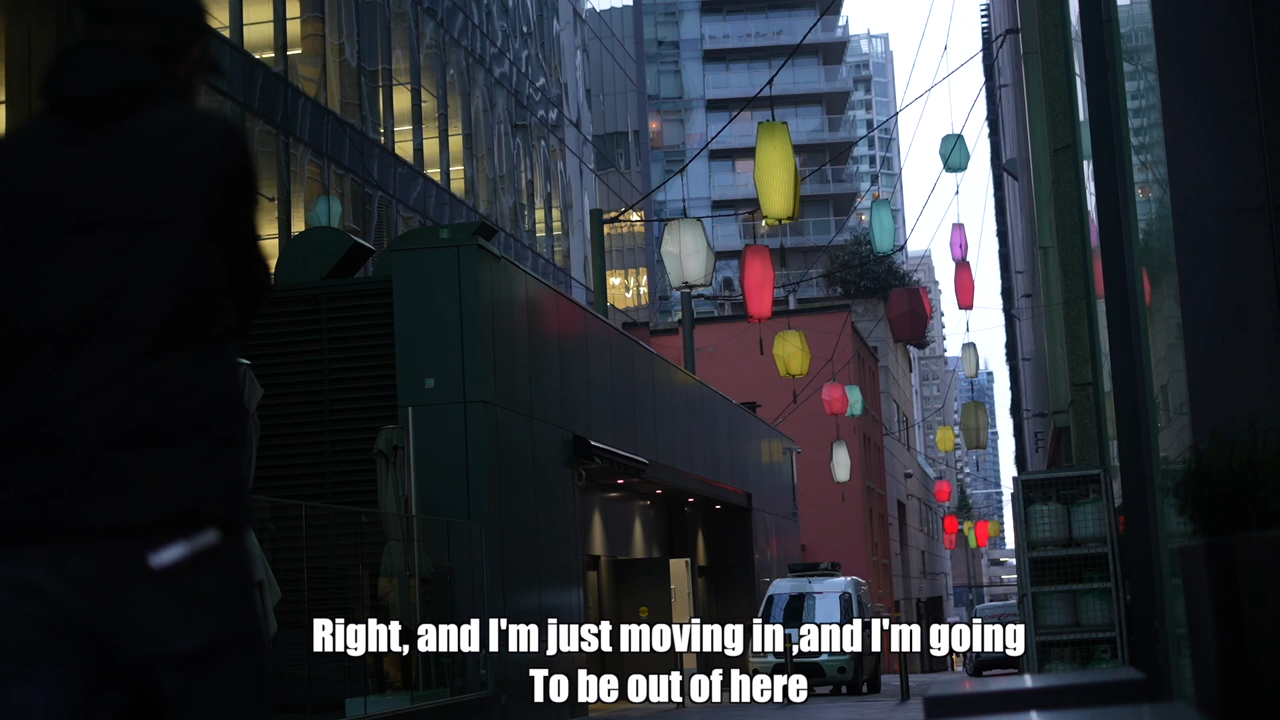 Right, and I'm just moving in ,and I'm going
To be out of here